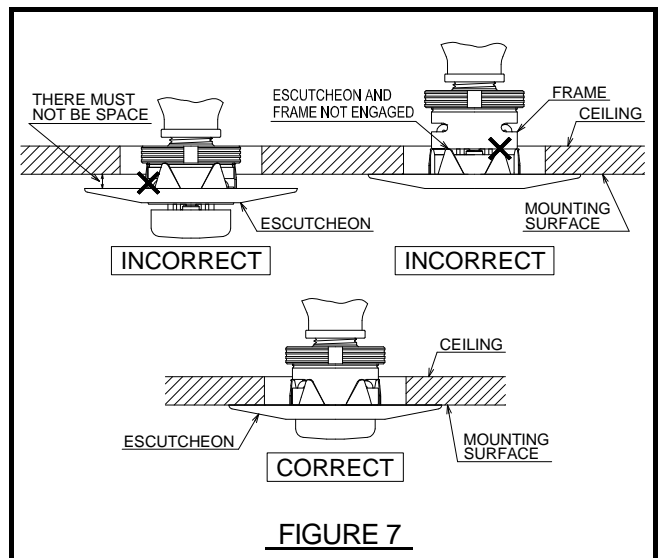 THERE MUST
NOT BE SPACE
ESCUTCHEON AND
FRAME NOT ENGAGED
FRAME
CEILING
ESCUTCHEON
MOUNTING
SURFACE
INCORRECT
INCORRECT
CEILING
ESCUTCHEON
MOUNTING
SURFACE
CORRECT
FIGURE 7